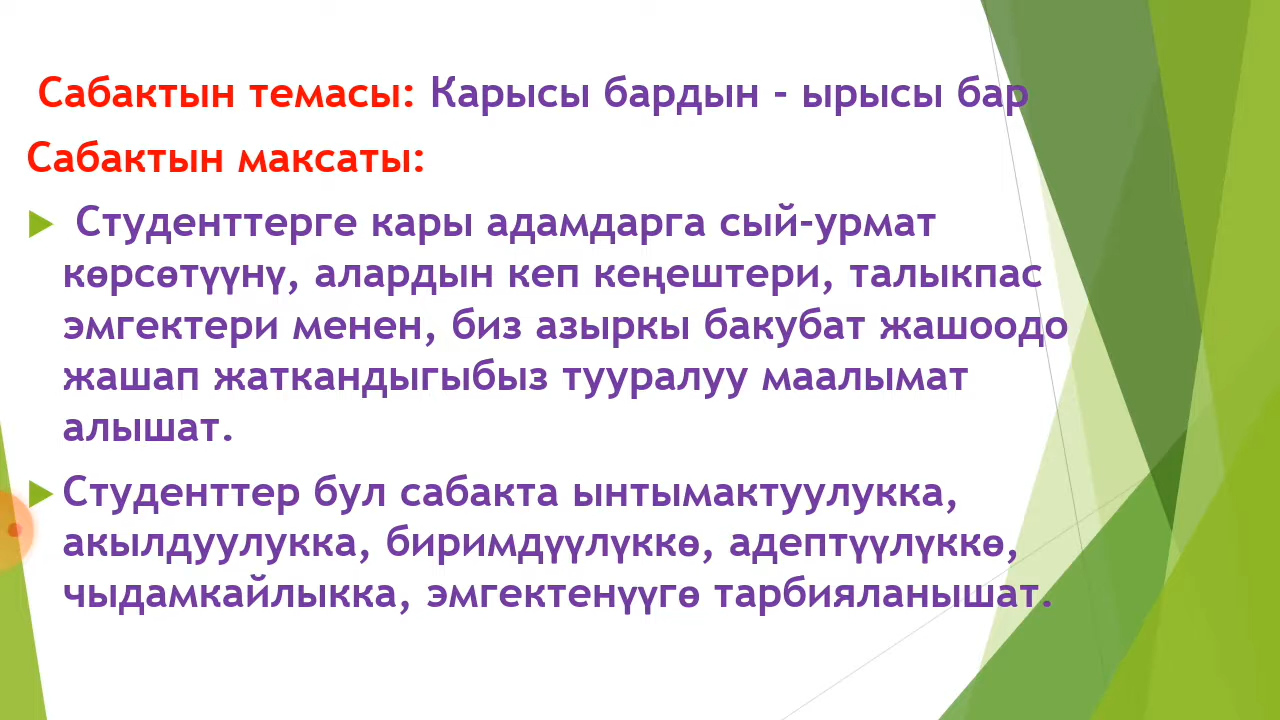 Сабактын темасы: Карысы бардын - ырысы бар
Сабактын максаты:
Студенттерге кары адамдарга сый-урмат
көрсөтүүнү, алардын кеп кеңештери, талыкпас
эмгектери менен, биз азыркы бакубат жашоодо
жашап жаткандыгыбыз тууралуу маалымат
алышат.
Студенттер бул сабакта ынтымактуулукка,
акылдуулукка, биримдүүлүккө, адептүүлүккө,
чыдамкайлыкка, эмгектенүүгө тарбияланышат.